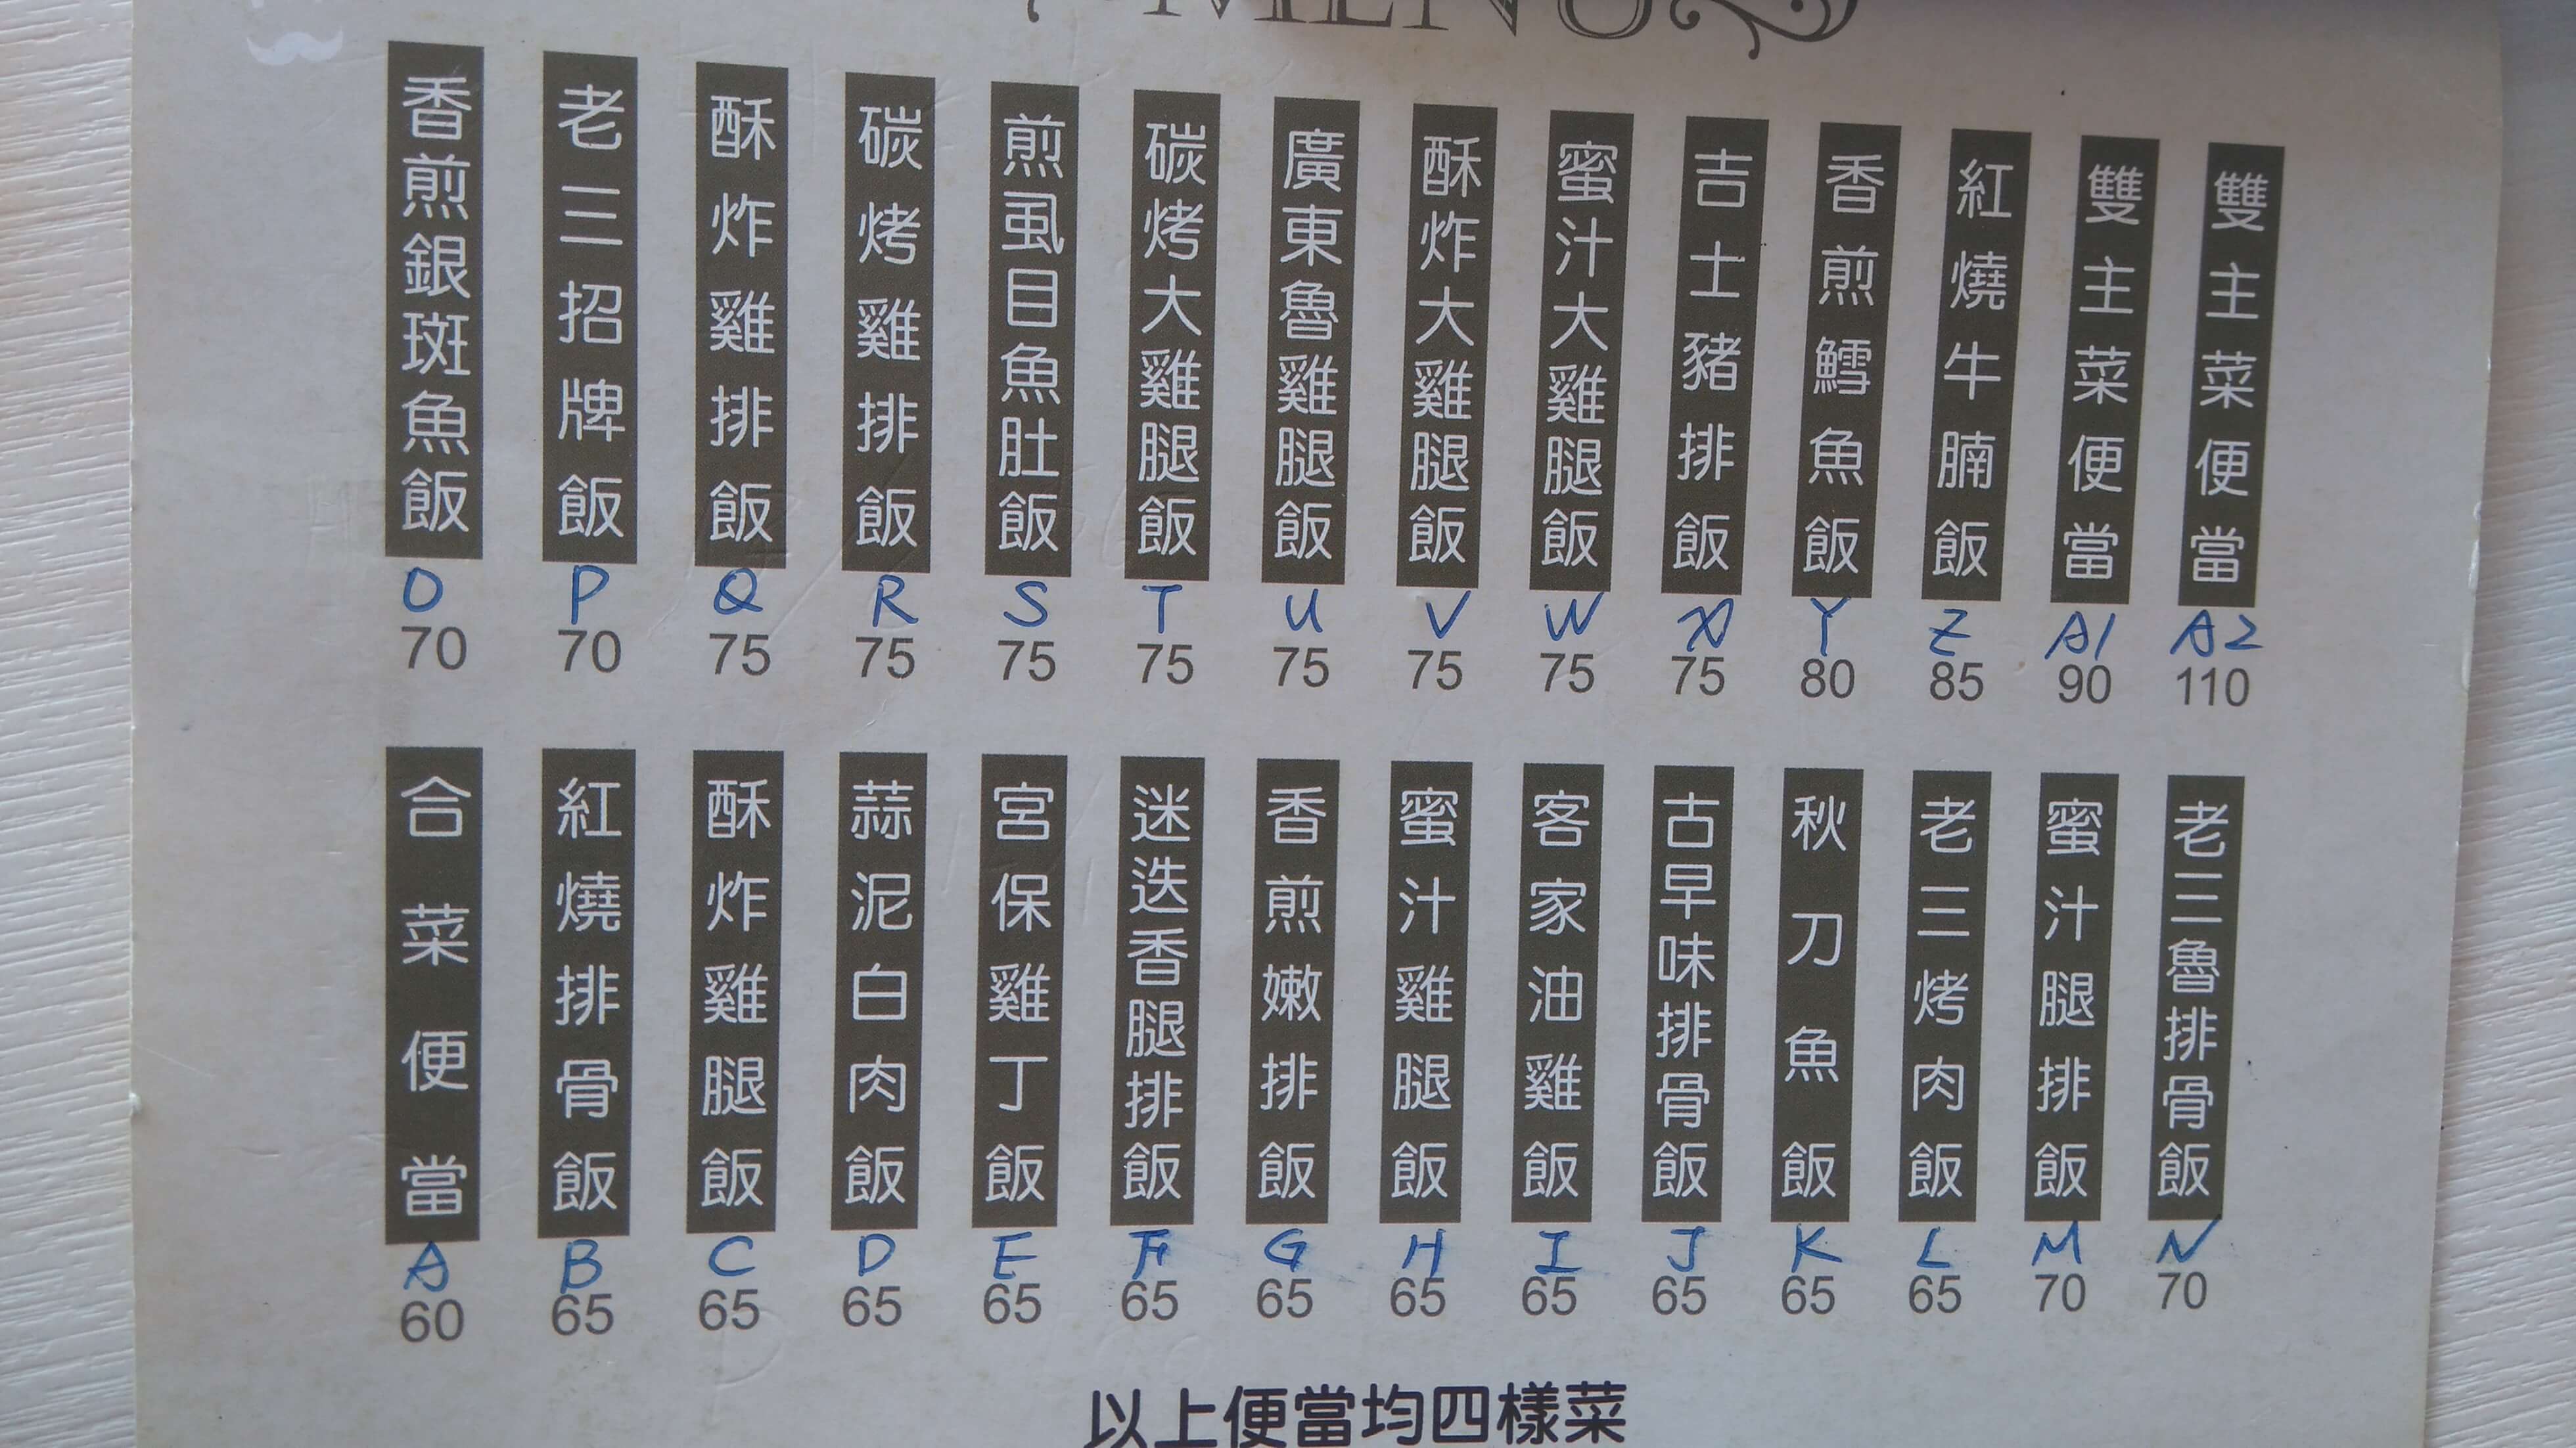 MENU
香煎銀斑魚飯
O
70
老三招牌飯
P
70
酥炸雞排飯
Q
75
碳烤雞排飯
R
75
煎虱目魚肚飯
S
75
碳烤大雞腿飯
T
75
廣東魯雞腿飯
U
75
酥炸大雞腿飯
V
75
蜜汁大雞腿飯
W
75
吉士豬排飯
X
75
香煎鱈魚飯
Y
80
紅燒牛腩飯
Z
85
雙主菜便當
A1
90
雙主菜便當
A2
110
合菜便當
A
60
紅燒排骨飯
B
65
酥炸雞腿飯
C
65
蒜泥白肉飯
D
65
宮保雞丁飯
E
65
迷迭香腿排飯
F
65
香煎嫩排飯
G
65
蜜汁雞腿飯
H
65
客家油雞飯
I
65
古早味排骨飯
J
65
秋刀魚飯
K
65
老三烤肉飯
L
65
蜜汁腿排飯
M
70
老三魯排骨飯
N
70
以上便當均四樣菜